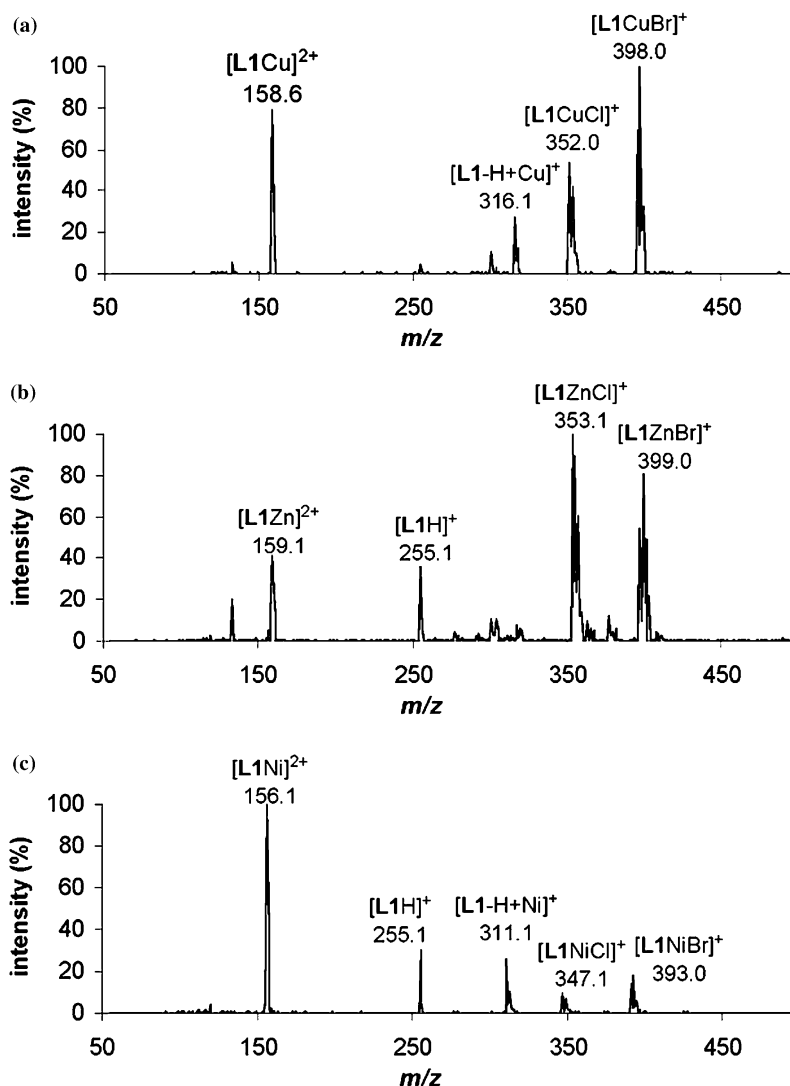 (a)
[L1CuBr]⁺
398.0
[L1Cu]²⁺
158.6
[L1CuCl]⁺
352.0
[L1-H+Cu]⁺
316.1
intensity (%)
100
80
60
40
20
0
50 150 250 350 450
m/z
(b)
[L1ZnCl]⁺
353.1
[L1ZnBr]⁺
399.0
[L1Zn]²⁺
159.1
[L1H]⁺
255.1
intensity (%)
100
80
60
40
20
0
50 150 250 350 450
m/z
(c)
[L1Ni]²⁺
156.1
[L1H]⁺
255.1
[L1-H+Ni]⁺
311.1
[L1NiCl]⁺
347.1
[L1NiBr]⁺
393.0
intensity (%)
100
80
60
40
20
0
50 150 250 350 450
m/z